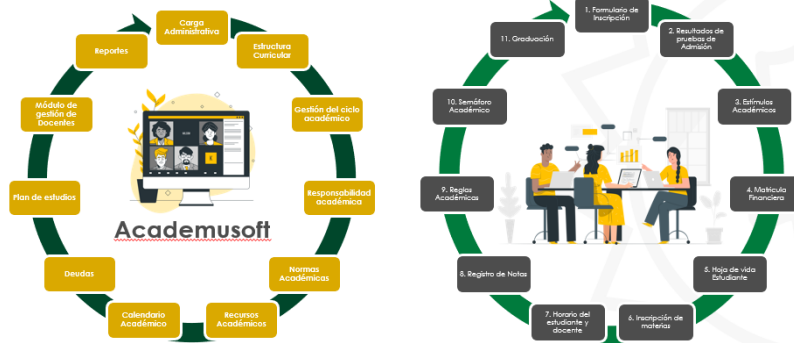 Carga
Administrativa
Estructura
Curricular
Gestión del ciclo
académico
Responsabilidad
académica
Normas
Académicas
Recursos
Académicos
Calendario
Académico
Deudas
Plan de estudios
Módulo de
gestión de
Docentes
Reportes
Academusoft
1. Formulario de
Inscripción
2. Resultados de
pruebas de
Admisión
3. Estímulos
Académicos
4. Matricula
Financiera
5. Hoja de vida
Estudiante
6. Inscripción de
materias
7. Horario del
estudiante y
docente
8. Registro de Notas
9. Reglas
Académicas
10. Semáforo
Académico
11. Graduación